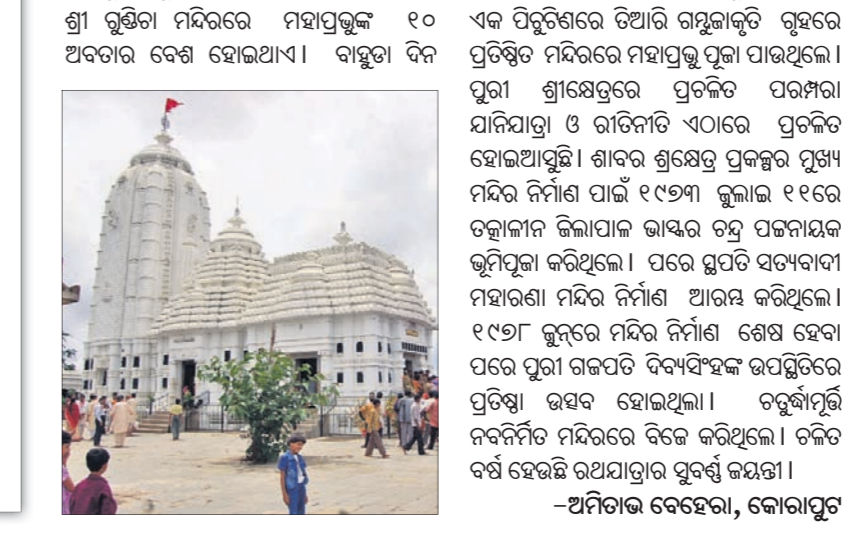 ଶ୍ରୀ ଗୁଣ୍ଡିଚା ମନ୍ଦିରରେ ମହାପ୍ରଭୁଙ୍କ ୧୦
ଅବତାର ବେଶ ହୋଇଥାଏ। ବାହୁଡା ଦିନ
ଏକ ପିଚୁଟିଣରେ ତିଆରି ଗମ୍ଭୁଜାକୃତି ଗୃହରେ
ପ୍ରତିଷ୍ଠିତ ମନ୍ଦିରରେ ମହାପ୍ରଭୁ ପୂଜା ପାଉଥିଲେ।
ପୁରୀ ଶ୍ରୀକ୍ଷେତ୍ରରେ ପ୍ରଚଳିତ ପରମ୍ପରା
ଯାନିଯାତ୍ରା ଓ ରୀତିନୀତି ଏଠାରେ ପ୍ରଚଳିତ
ହୋଇଆସୁଛି। ଶାବର ଶ୍ରକ୍ଷେତ୍ର ପ୍ରକଳ୍ପର ମୁଖ୍ୟ
ମନ୍ଦିର ନିର୍ମାଣ ପାଇଁ ୧୯୭୩ ଜୁଲାଇ ୧୧ରେ
ତତ୍କାଳୀନ ଜିଲାପାଳ ଭାସ୍କର ଚନ୍ଦ୍ର ପଟ୍ଟନାୟକ
ଭୂମିପୂଜା କରିଥିଲେ। ପରେ ସ୍ଥପତି ସତ୍ୟବାଦୀ
ମହାରଣା ମନ୍ଦିର ନିର୍ମାଣ ଆରମ୍ଭ କରିଥିଲେ।
୧୯୭୮ ଜୁନ୍‌ରେ ମନ୍ଦିର ନିର୍ମାଣ ଶେଷ ହେବା
ପରେ ପୁରୀ ଗଜପତି ଦିବ୍ୟସିଂହଙ୍କ ଉପସ୍ଥିତିରେ
ପ୍ରତିଷ୍ଠା ଉତ୍ସବ ହୋଇଥିଲା। ଚତୁର୍ଦ୍ଧାମୂର୍ତ୍ତି
ନବନିର୍ମିତ ମନ୍ଦିରରେ ବିଜେ କରିଥିଲେ। ଚଳିତ
ବର୍ଷ ହେଉଛି ରଥଯାତ୍ରାର ସୁବର୍ଣ୍ଣ ଜୟନ୍ତୀ।
–ଅମିତାଭ ବେହେରା, କୋରାପୁଟ